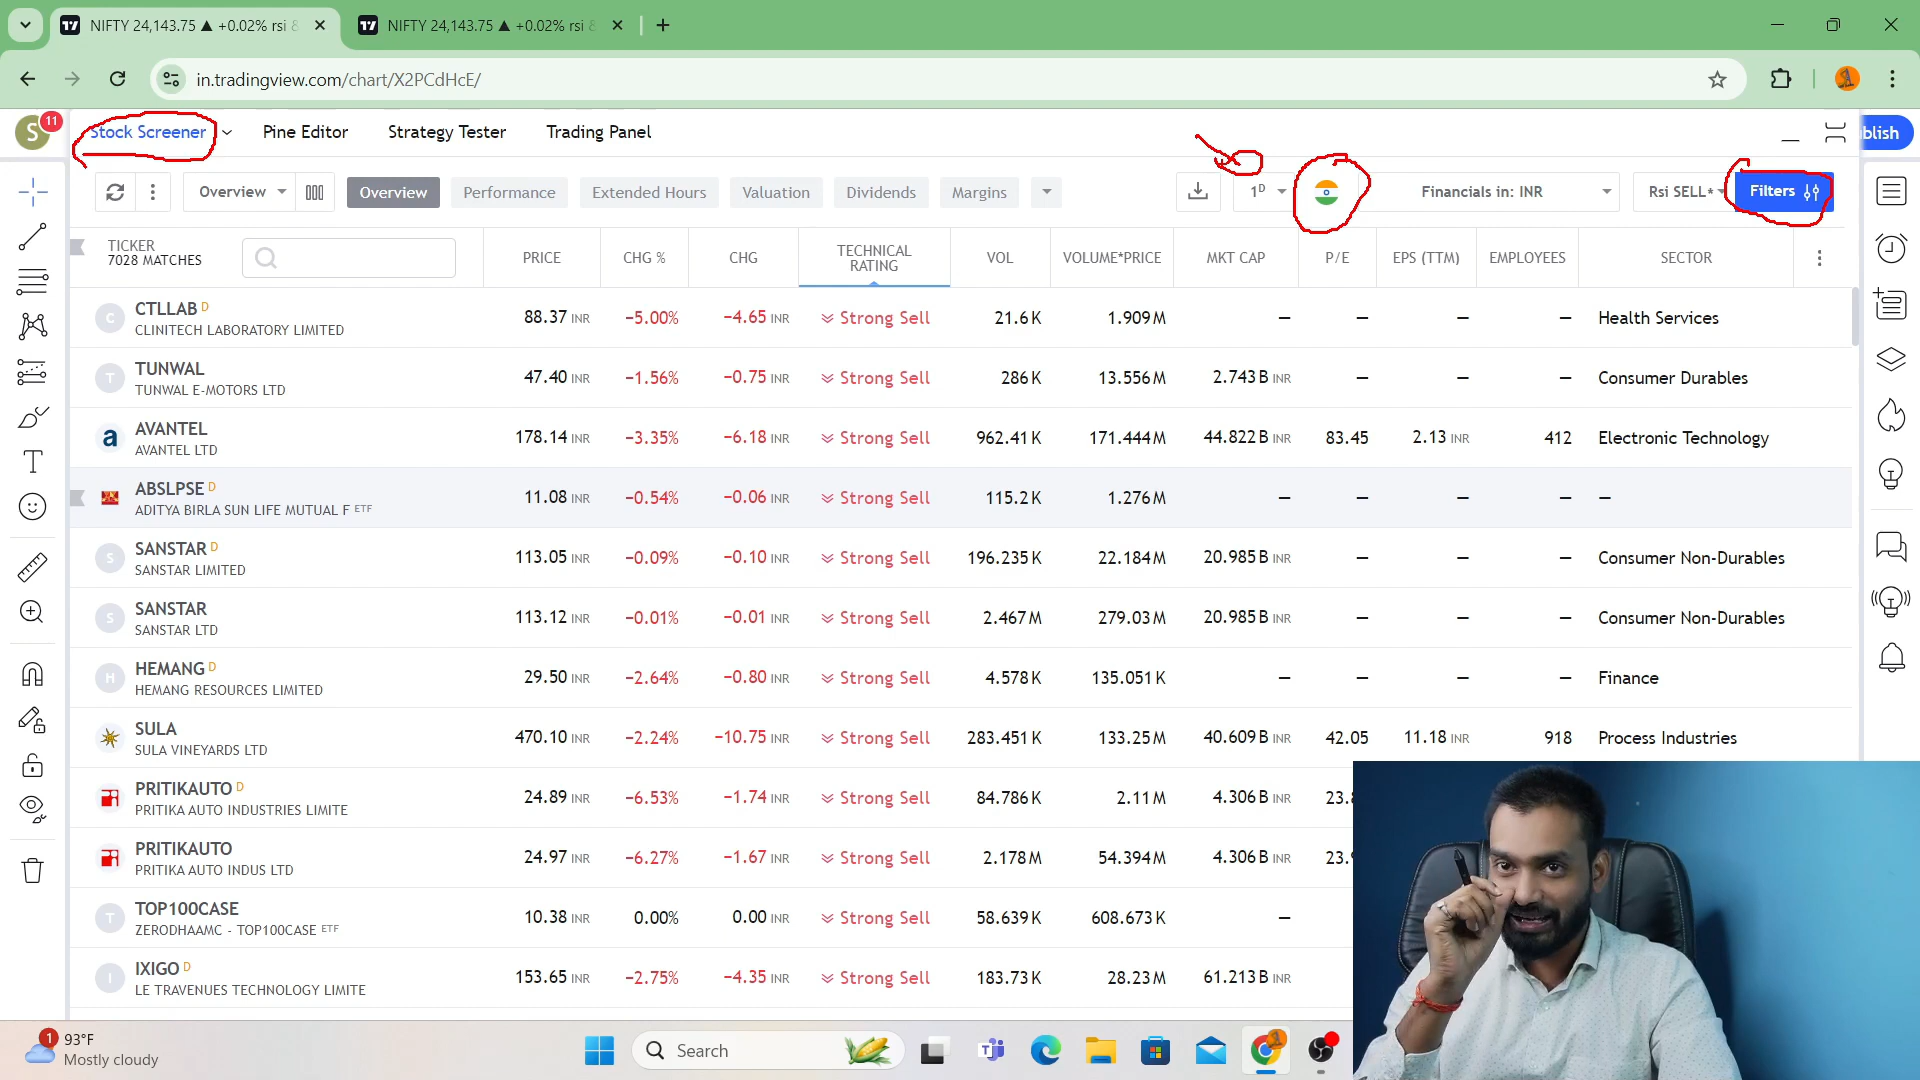 NIFTY 24,143.75 ▲ +0.02% rsi &
NIFTY 24,143.75 ▲ +0.02% rsi &
in.tradingview.com/chart/X2PCdHcE/
S 11
Stock Screener Pine Editor Strategy Tester Trading Panel
blish
Overview Overview Performance Extended Hours Valuation Dividends Margins 1D Financials in: INR Rsi SELL* Filters
TICKER
7028 MATCHES
PRICE CHG % CHG TECHNICAL RATING VOL VOLUME*PRICE MKT CAP P/E EPS (TTM) EMPLOYEES SECTOR
C CTLLAB D
CLINITECH LABORATORY LIMITED
88.37 INR −5.00% −4.65 INR Strong Sell 21.6 K 1.909 M — — — — Health Services
T TUNWAL
TUNWAL E-MOTORS LTD
47.40 INR −1.56% −0.75 INR Strong Sell 286 K 13.556 M 2.743 B INR — — — Consumer Durables
a AVANTEL
AVANTEL LTD
178.14 INR −3.35% −6.18 INR Strong Sell 962.41 K 171.444 M 44.822 B INR 83.45 2.13 INR 412 Electronic Technology
ABSLPSE D
ADITYA BIRLA SUN LIFE MUTUAL F ETF
11.08 INR −0.54% −0.06 INR Strong Sell 115.2 K 1.276 M — — — — —
S SANSTAR D
SANSTAR LIMITED
113.05 INR −0.09% −0.10 INR Strong Sell 196.235 K 22.184 M 20.985 B INR — — — Consumer Non-Durables
S SANSTAR
SANSTAR LTD
113.12 INR −0.01% −0.01 INR Strong Sell 2.467 M 279.03 M 20.985 B INR — — — Consumer Non-Durables
H HEMANG D
HEMANG RESOURCES LIMITED
29.50 INR −2.64% −0.80 INR Strong Sell 4.578 K 135.051 K — — — — Finance
SULA
SULA VINEYARDS LTD
470.10 INR −2.24% −10.75 INR Strong Sell 283.451 K 133.25 M 40.609 B INR 42.05 11.18 INR 918 Process Industries
PRITIKAUTO D
PRITIKA AUTO INDUSTRIES LIMITE
24.89 INR −6.53% −1.74 INR Strong Sell 84.786 K 2.11 M 4.306 B INR
PRITIKAUTO
PRITIKA AUTO INDUS LTD
24.97 INR −6.27% −1.67 INR Strong Sell 2.178 M 54.394 M 4.306 B INR
T TOP100CASE
ZERODHAAMC - TOP100CASE ETF
10.38 INR 0.00% 0.00 INR Strong Sell 58.639 K 608.673 K —
I IXIGO D
LE TRAVENUES TECHNOLOGY LIMITE
153.65 INR −2.75% −4.35 INR Strong Sell 183.73 K 28.23 M 61.213 B INR
1 93°F
Mostly cloudy
Search